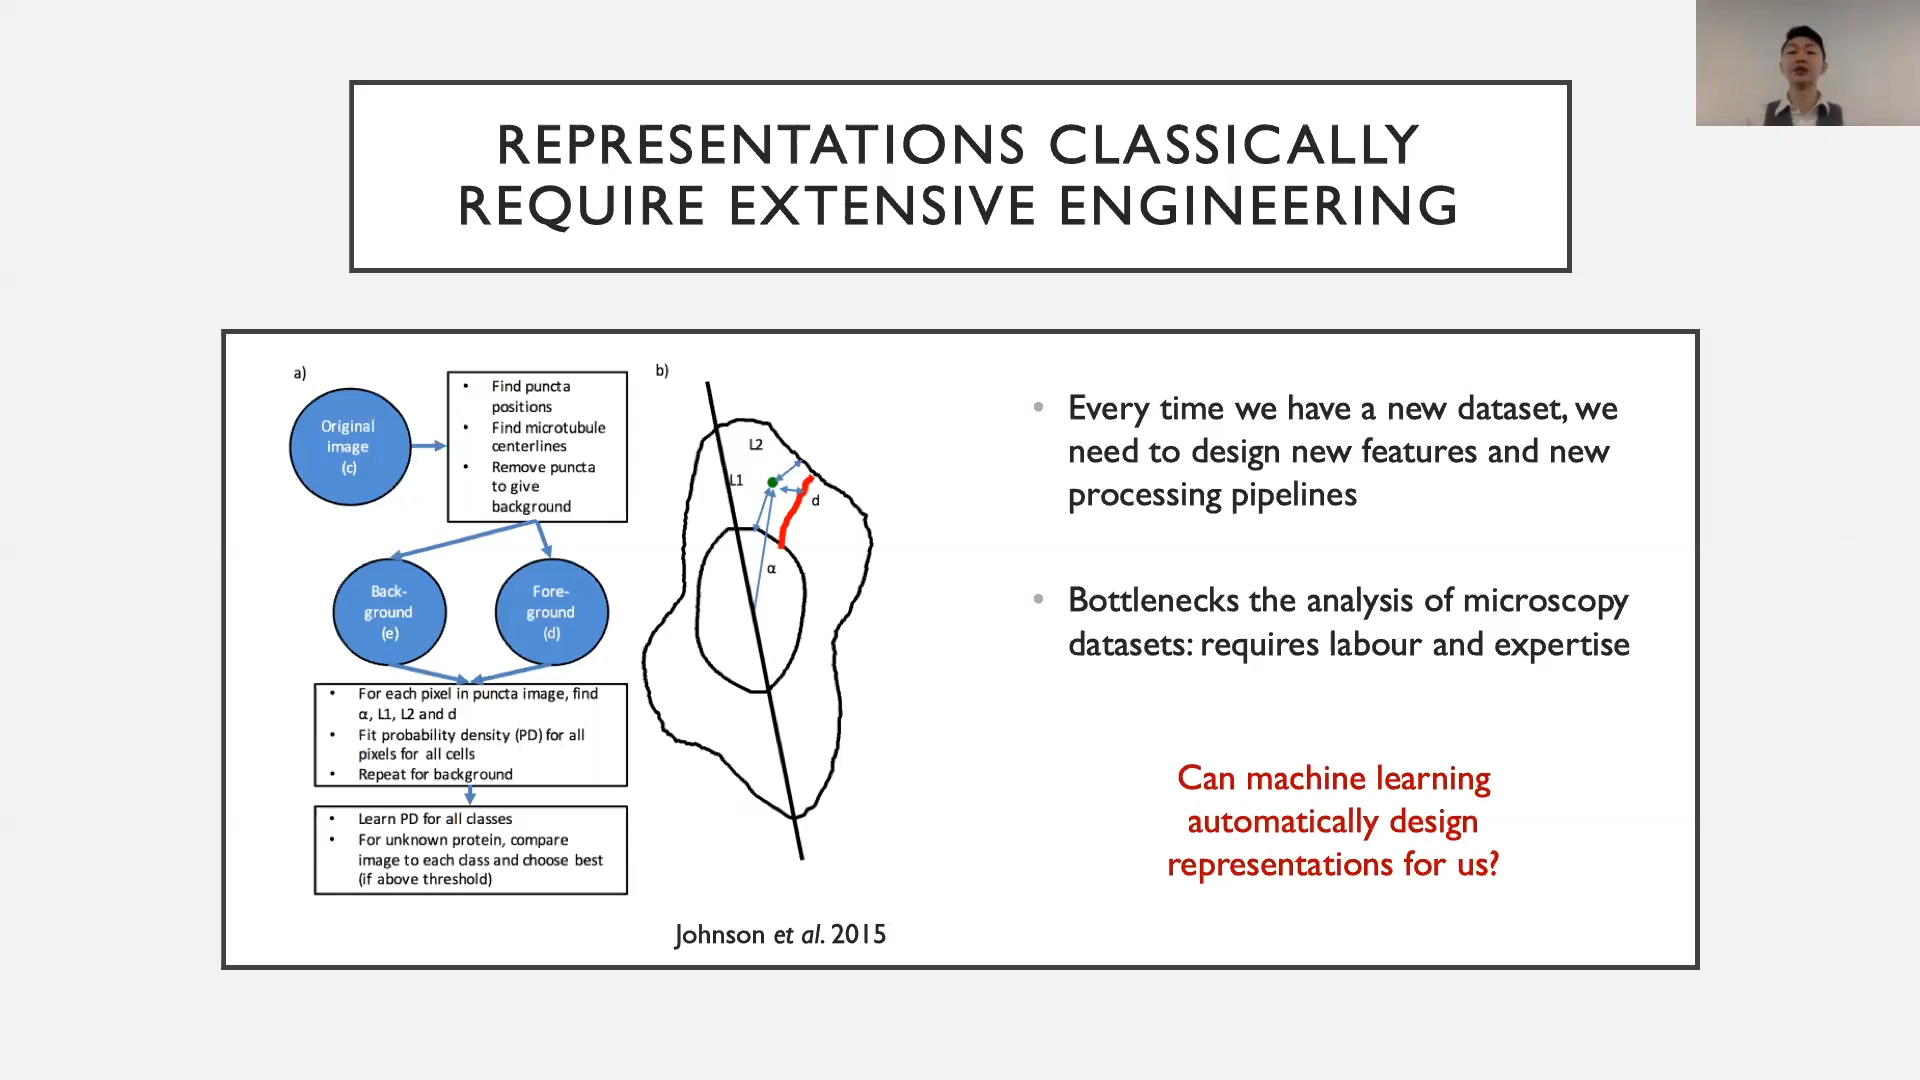 REPRESENTATIONS CLASSICALLY
REQUIRE EXTENSIVE ENGINEERING
a)
Original
image
(c)
• Find puncta
positions
• Find microtubule
centerlines
• Remove puncta
to give
background
Back-
ground
(e)
Fore-
ground
(d)
• For each pixel in puncta image, find
α, L1, L2 and d
• Fit probability density (PD) for all
pixels for all cells
• Repeat for background
• Learn PD for all classes
• For unknown protein, compare
image to each class and choose best
(if above threshold)
b)
L2
L1
d
α
Johnson et al. 2015
• Every time we have a new dataset, we
need to design new features and new
processing pipelines
• Bottlenecks the analysis of microscopy
datasets: requires labour and expertise
Can machine learning
automatically design
representations for us?